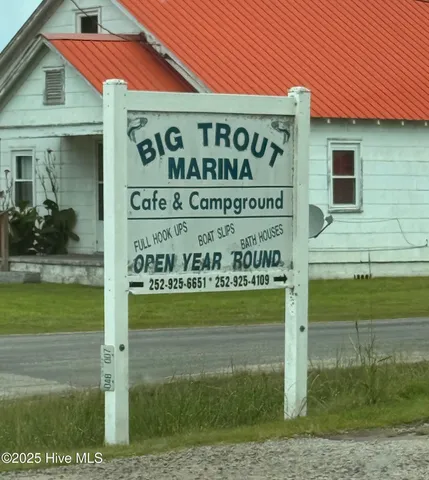 BIG TROUT
MARINA
Cafe & Campground
FULL HOOK UPS BOAT SLIPS BATH HOUSES
OPEN YEAR 'ROUND.
252-925-6651 * 252-925-4109
©2025 Hive MLS